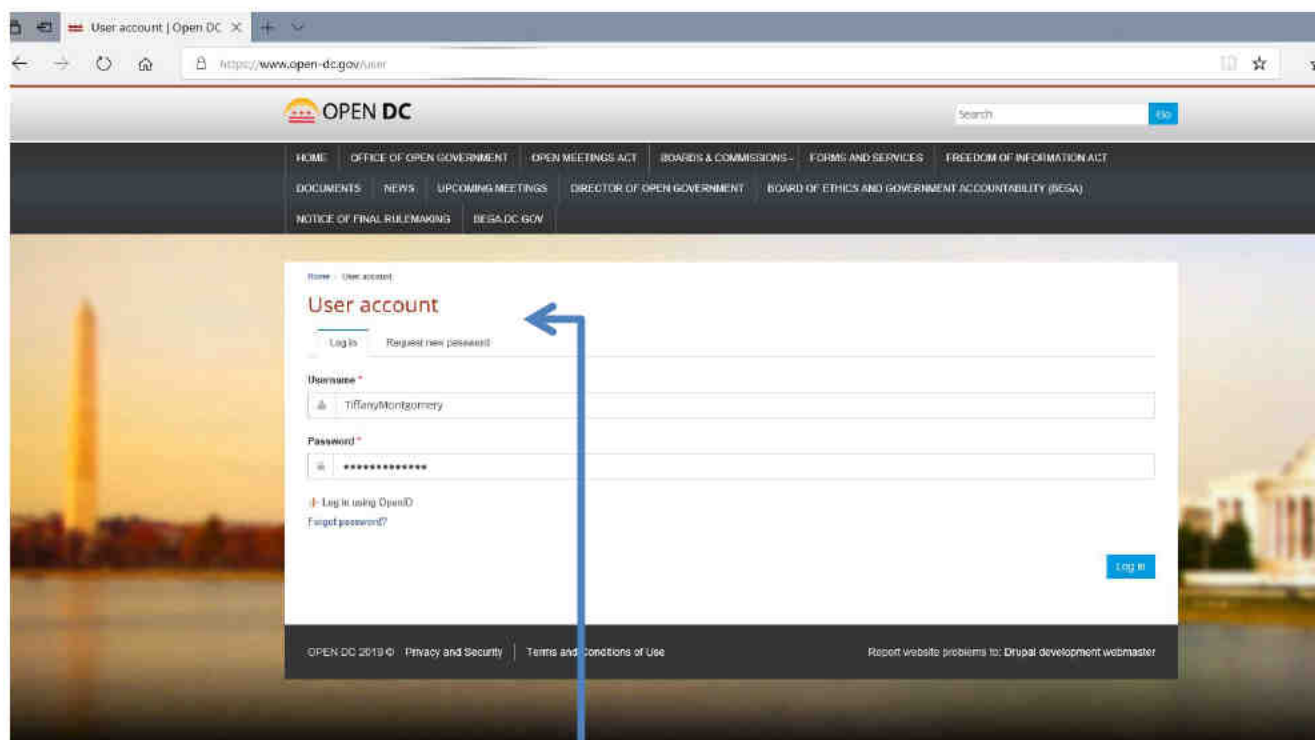 User account | Open DC
https://www.open-dc.gov/user
OPEN DC
Search
Go
HOME OFFICE OF OPEN GOVERNMENT OPEN MEETINGS ACT BOARDS & COMMISSIONS FORMS AND SERVICES FREEDOM OF INFORMATION ACT
DOCUMENTS NEWS UPCOMING MEETINGS DIRECTOR OF OPEN GOVERNMENT BOARD OF ETHICS AND GOVERNMENT ACCOUNTABILITY (BEGA)
NOTICE OF FINAL RULEMAKING BEGA.DC.GOV
Home User account
User account
Log in Request new password
Username *
TiffanyMontgomery
Password *
•••••••••••••
Log in using OpenID
Forgot password?
Log in
OPEN DC 2019 © Privacy and Security | Terms and Conditions of Use Report website problems to: Drupal development webmaster